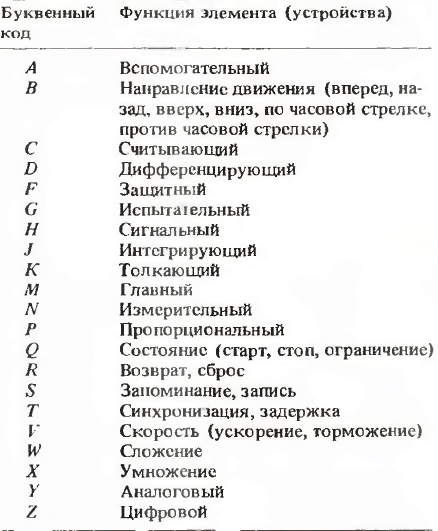 Буквенный Функция элемента (устройства)
код
A Вспомогательный
B Направление движения (вперед, на-
зад, вверх, вниз, по часовой стрелке,
против часовой стрелки)
C Считывающий
D Дифференцирующий
F Защитный
G Испытательный
H Сигнальный
J Интегрирующий
K Толкающий
M Главный
N Измерительный
P Пропорциональный
Q Состояние (старт, стоп, ограничение)
R Возврат, сброс
S Запоминание, запись
T Синхронизация, задержка
V Скорость (ускорение, торможение)
W Сложение
X Умножение
Y Аналоговый
Z Цифровой